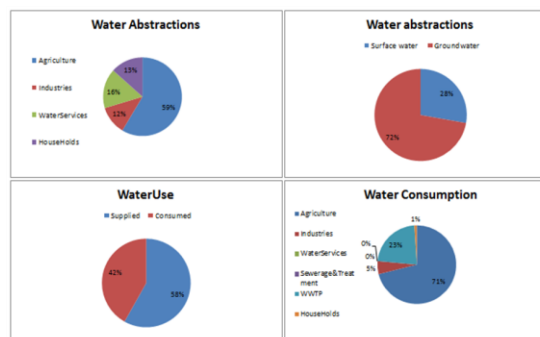 Water Abstractions
Agriculture
Industries
WaterServices
HouseHolds
13%
16%
12%
59%
Water abstractions
Surface water Groundwater
28%
72%
WaterUse
Supplied Consumed
42%
58%
Water Consumption
Agriculture
Industries
WaterServices
Sewerage&Treat
ment
WWTP
HouseHolds
1%
0%
23%
0%
5%
71%